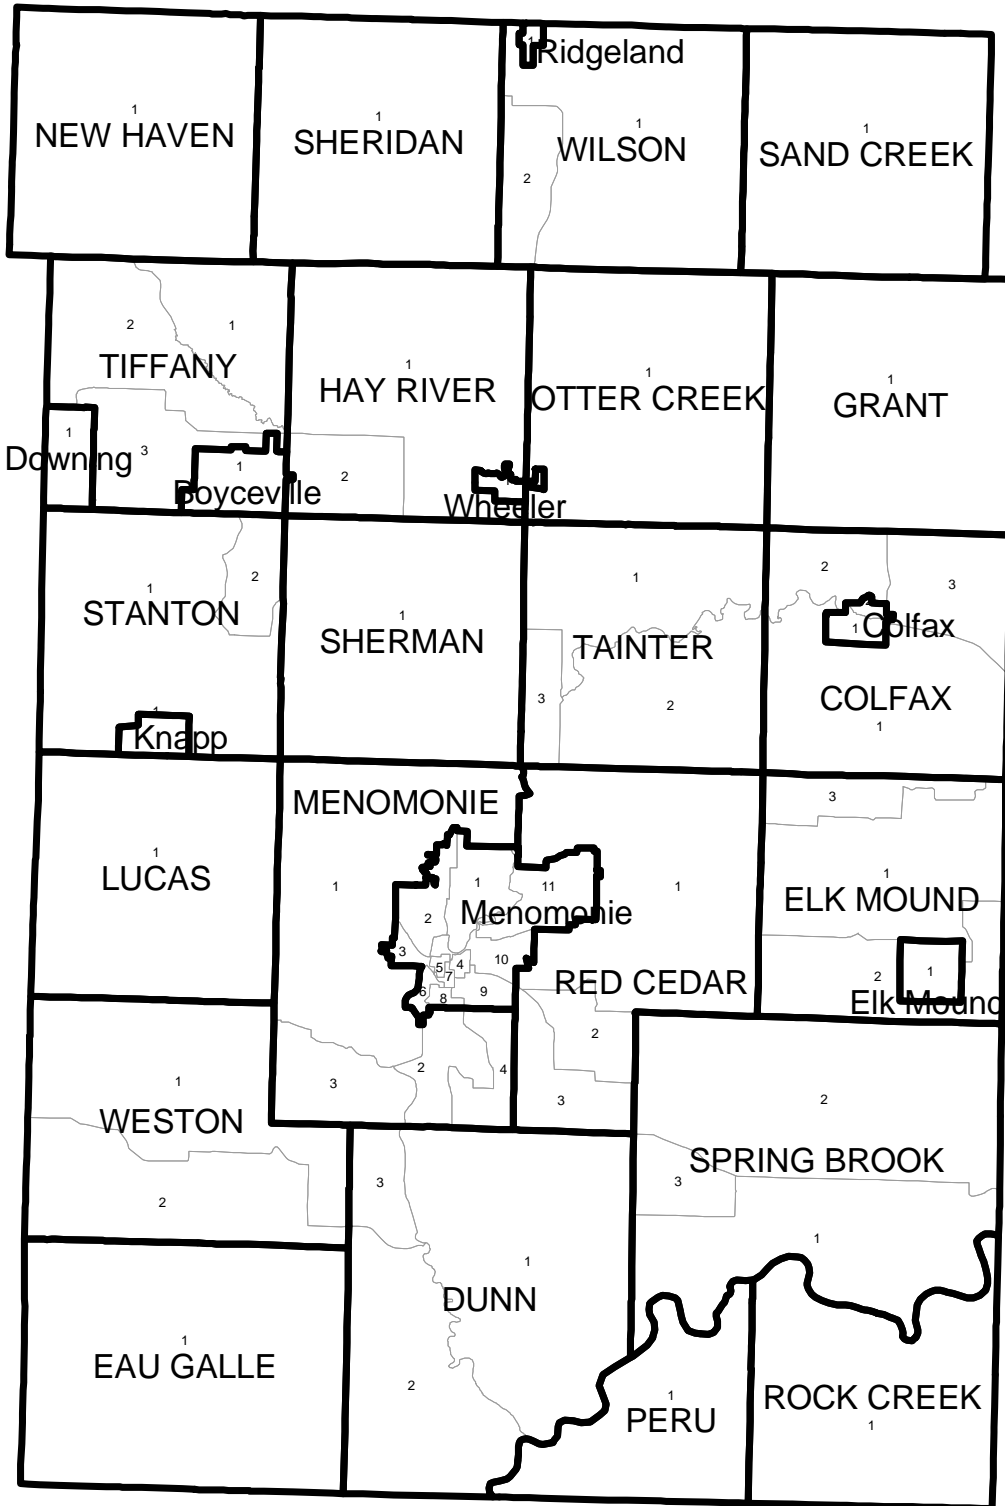 1
Ridgeland
1
NEW HAVEN
1
SHERIDAN
1
WILSON
2
1
SAND CREEK
2
1
TIFFANY
1
HAY RIVER
1
OTTER CREEK
1
GRANT
1
Downing
3
1
Boyceville
2
1
Wheeler
1
STANTON
2
1
SHERMAN
1
TAINTER
3
2
2
3
1
Colfax
COLFAX
1
1
Knapp
1
LUCAS
MENOMONIE
1
1
11
2
Menomonie
3
5
4
7
10
6
8
9
2
3
4
1
RED CEDAR
2
3
3
1
ELK MOUND
2
1
Elk Mound
1
WESTON
2
2
SPRING BROOK
3
1
3
1
DUNN
2
1
EAU GALLE
1
PERU
ROCK CREEK
1